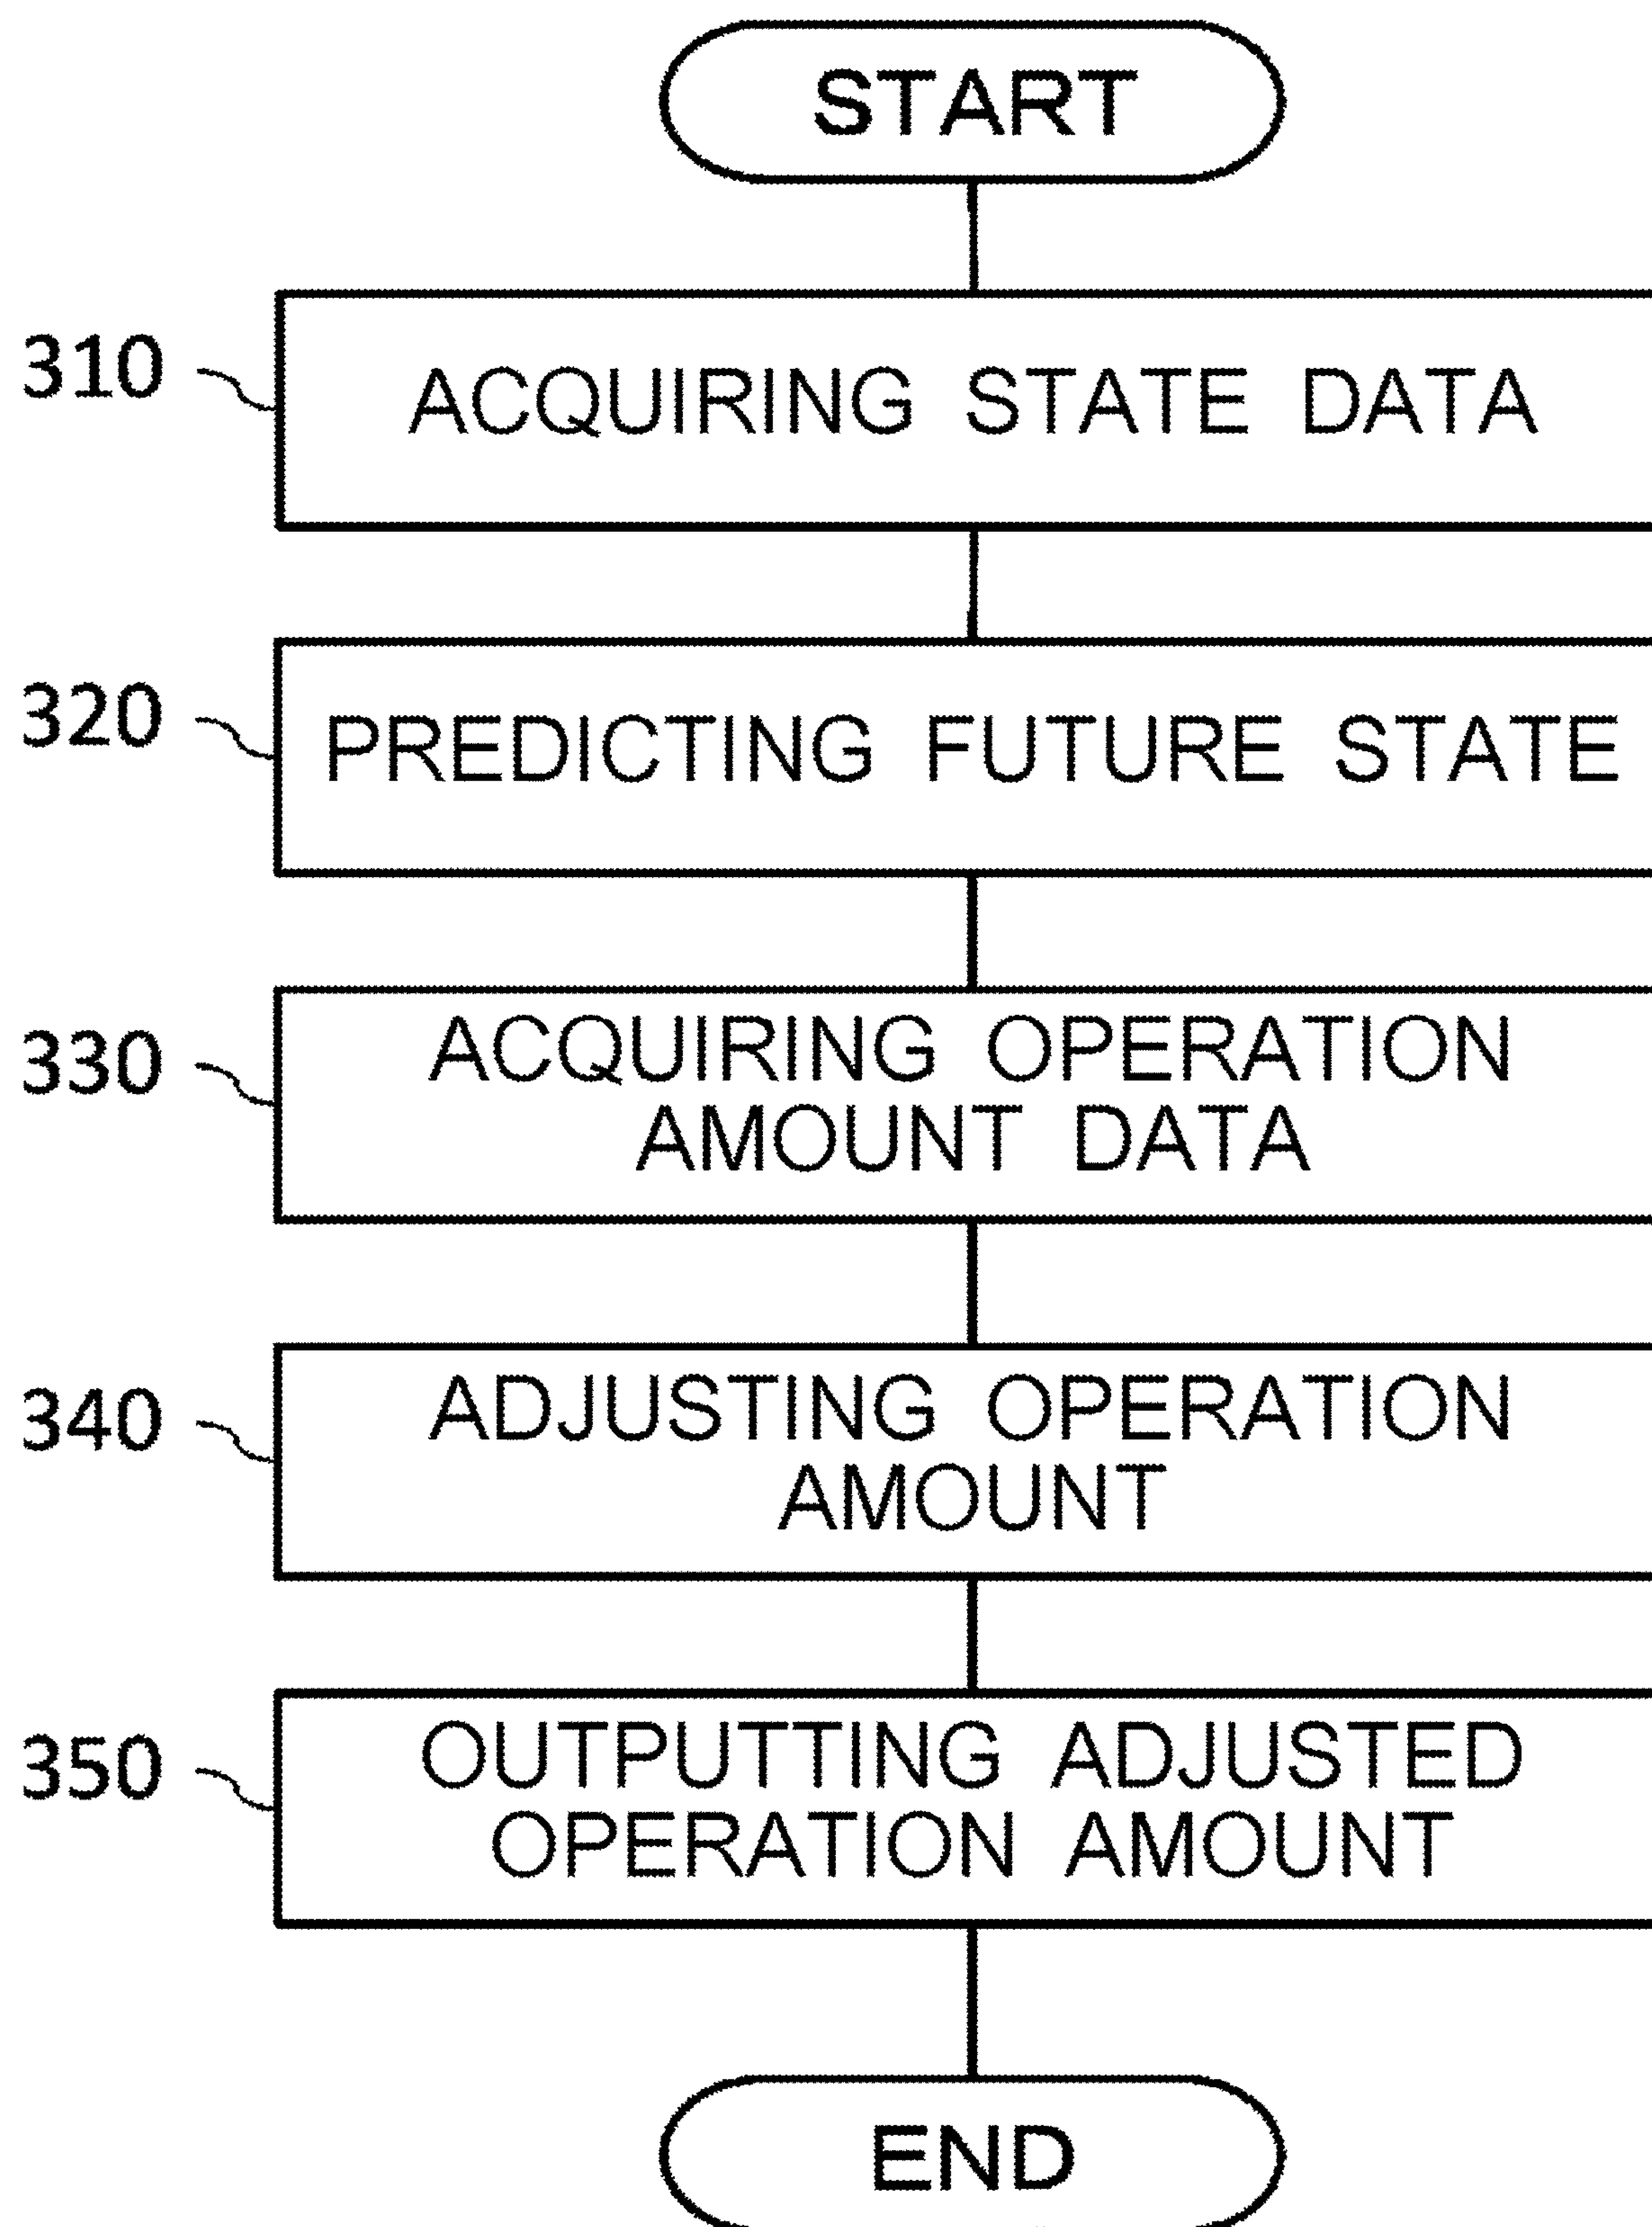 START
310
ACQUIRING STATE DATA
320
PREDICTING FUTURE STATE
330
ACQUIRING OPERATION
AMOUNT DATA
340
ADJUSTING OPERATION
AMOUNT
350
OUTPUTTING ADJUSTED
OPERATION AMOUNT
END